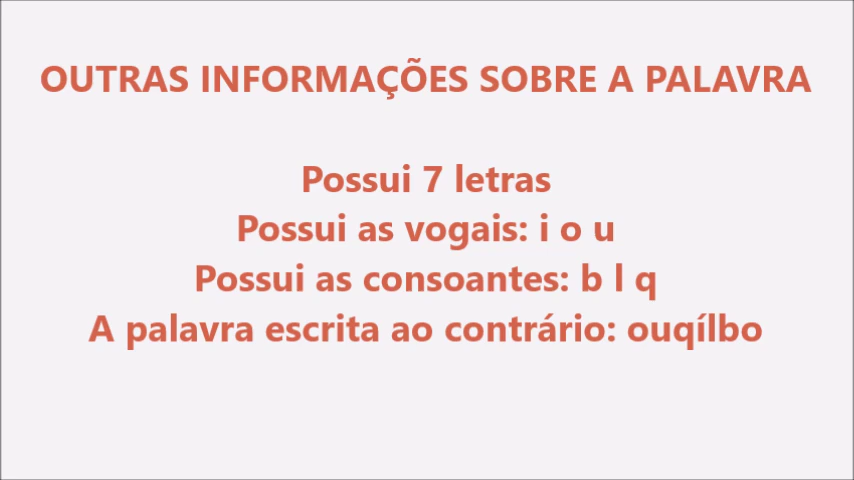 OUTRAS INFORMAÇÕES SOBRE A PALAVRA
Possui 7 letras
Possui as vogais: i o u
Possui as consoantes: b l q
A palavra escrita ao contrário: ouqílbo